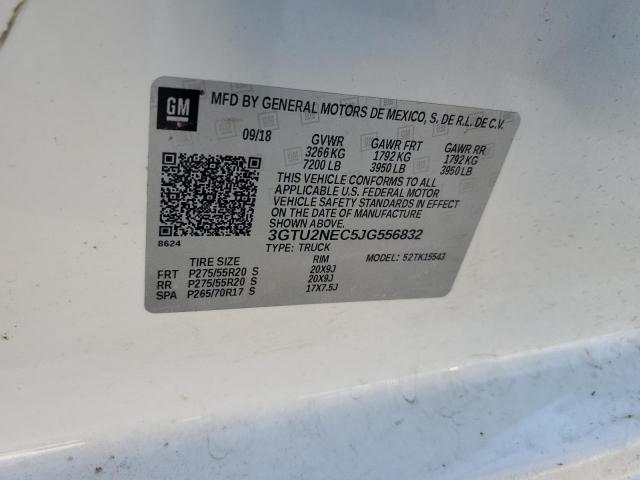 GM
MFD BY GENERAL MOTORS DE MEXICO, S. DE R.L. DE C.V.
09/18 GVWR GAWR FRT GAWR RR
3266 KG 1792 KG 1792 KG
7200 LB 3950 LB 3950 LB
THIS VEHICLE CONFORMS TO ALL
APPLICABLE U.S. FEDERAL MOTOR
VEHICLE SAFETY STANDARDS IN EFFECT
ON THE DATE OF MANUFACTURE
SHOWN ABOVE.
3GTU2NEC5JG556832
8624
TYPE: TRUCK MODEL: 52TK15543
TIRE SIZE RIM
FRT P275/55R20 S 20X9J
RR P275/55R20 S 20X9J
SPA P265/70R17 S 17X7.5J